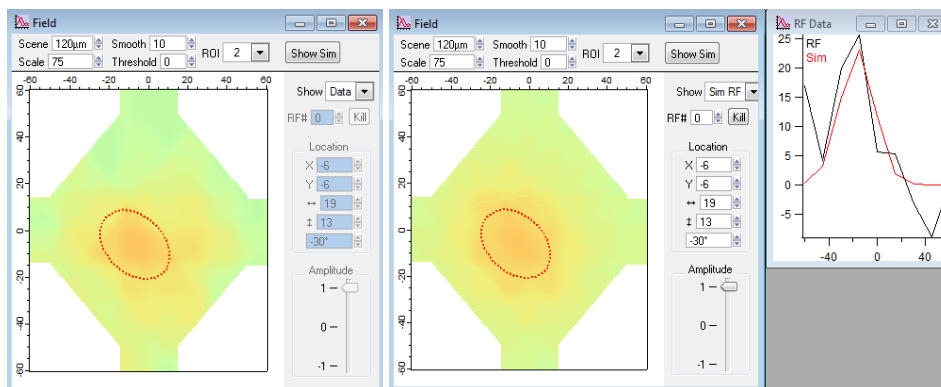 Field
Scene 120µm Smooth 10
ROI 2 Show Sim
Scale 75 Threshold 0
-60 -40 -20 0 20 40 60
60
40
20
0
-20
-40
-60
Show Data
RF# 0 Kill
Location
X -6
Y -6
↔ 19
↕ 13
-30°
Amplitude
1
0
-1
Field
Scene 120µm Smooth 10
ROI 2 Show Sim
Scale 75 Threshold 0
-60 -40 -20 0 20 40 60
60
40
20
0
-20
-40
-60
Show Sim RF
RF# 0 Kill
Location
X -6
Y -6
↔ 19
↕ 13
-30°
Amplitude
1
0
-1
RF Data
RF
Sim
25
20
15
10
5
0
-5
-40 0 40